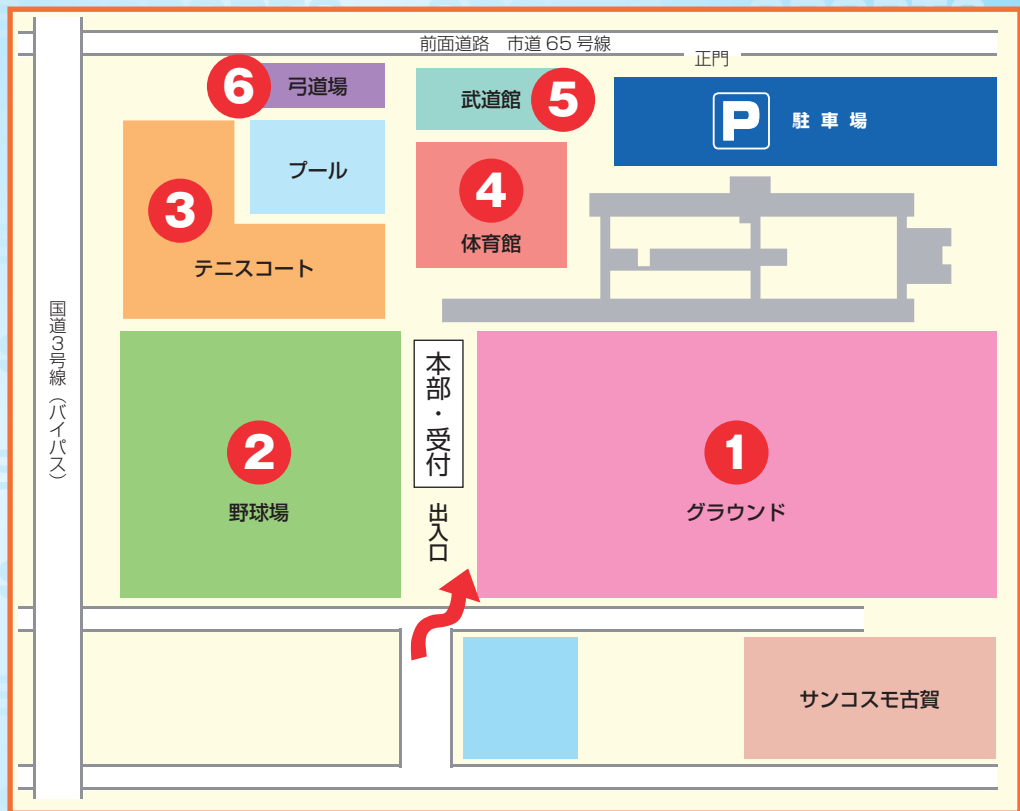 前面道路 市道65号線
正門
6
弓道場
武道館
5
P
駐車場
プール
3
4
体育館
テニスコート
国道3号線(バイパス)
本部・受付
2
1
野球場
出入口
グラウンド
サンコスモ古賀